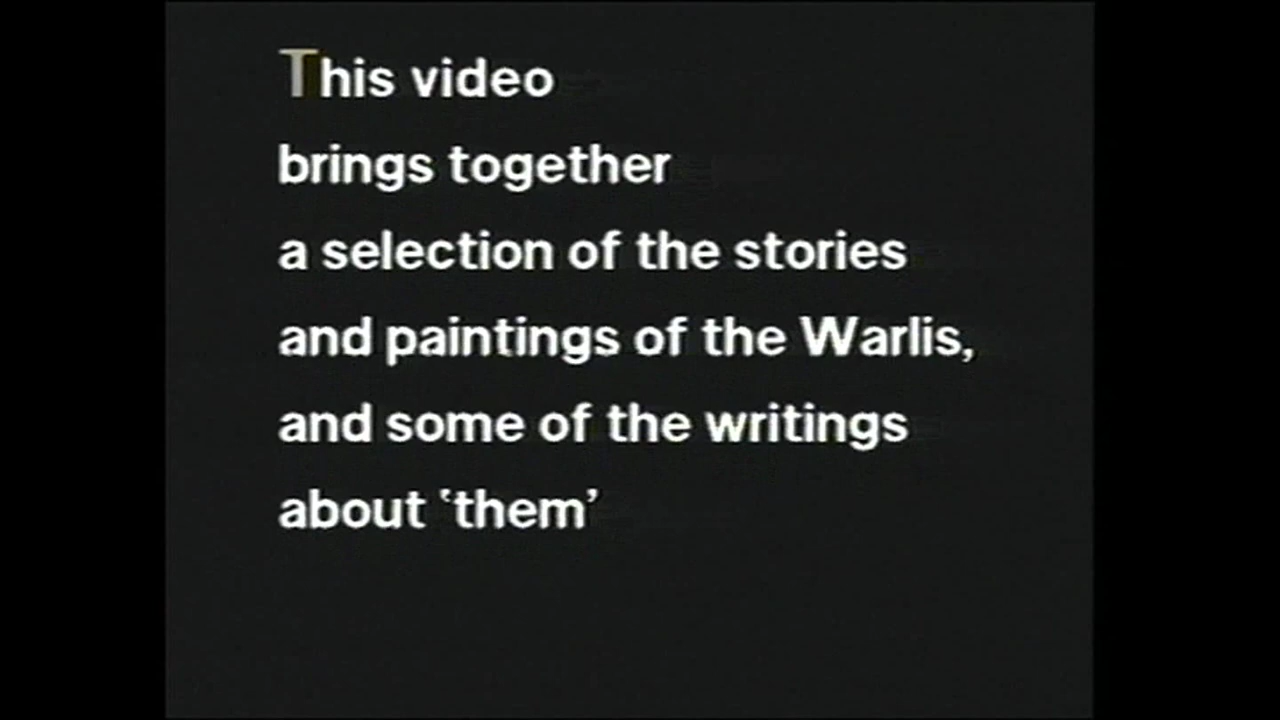 This video
brings together
a selection of the stories
and paintings of the Warlis,
and some of the writings
about ‛them’